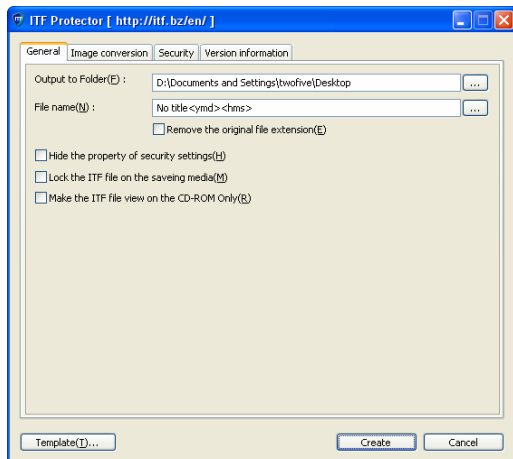 ITF Protector [ http://itf.bz/en/ ]
General Image conversion Security Version information
Output to Folder(F) : D:\Documents and Settings\twofive\Desktop ...
File name(N) : No title<ymd><hms> ...
Remove the original file extension(E)
Hide the property of security settings(H)
Lock the ITF file on the saveing media(M)
Make the ITF file view on the CD-ROM Only(R)
Template(T)... Create Cancel